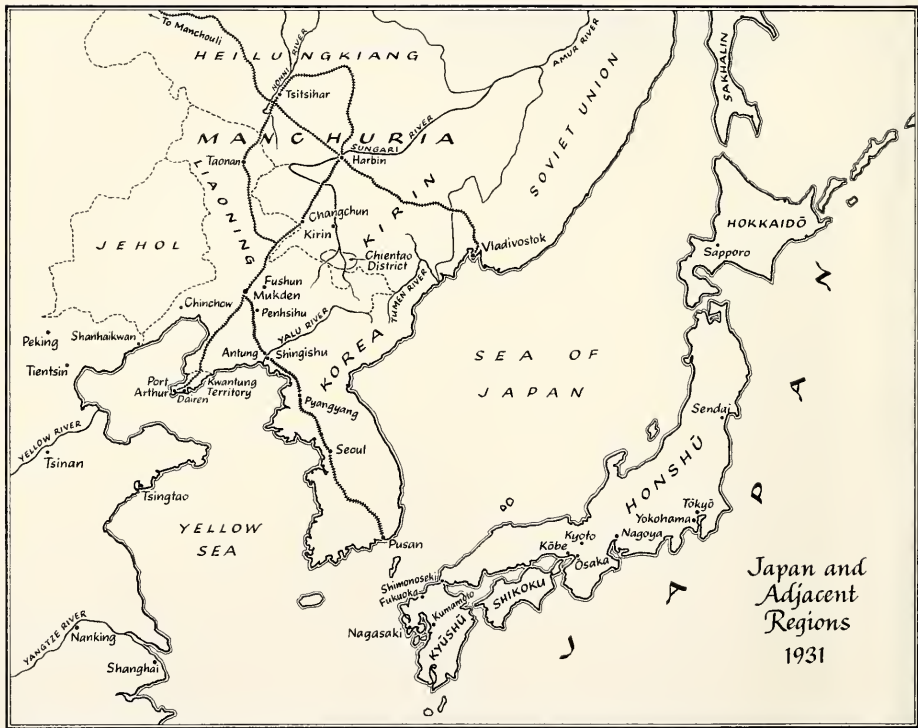 To Manchouli
HEILUNGKIANG
NONNI RIVER
AMUR RIVER
SAKHALIN
Tsitsihar
SOVIET UNION
MANCHURIA
SUNGARI RIVER
Harbin
Taonan
LIAONING
KIRIN
HOKKAIDŌ
Changchun
Kirin
JEHOL
Chientao
District
Vladivostok
Sapporo
Fushun
Mukden
Chinchow
Penhsihu
TUMEN RIVER
YALU RIVER
Peking
Shanhaikwan
KOREA
SEA OF
JAPAN
Antung
Shingishu
Tientsin
Port
Arthur
Dairen
Kwantung
Territory
Pyangyang
Sendai
YELLOW RIVER
Tsinan
Seoul
HONSHŪ
Tsingtao
Tōkyō
Yokohama
YELLOW
SEA
Kyoto
Nagoya
Kōbe
Ōsaka
Pusan
JAPAN
Shimonoseki
Fukuoka
SHIKOKU
Kumamoto
Nagasaki
KYŪSHŪ
YANGTZE RIVER
Nanking
Shanghai
Japan and
Adjacent
Regions
1931